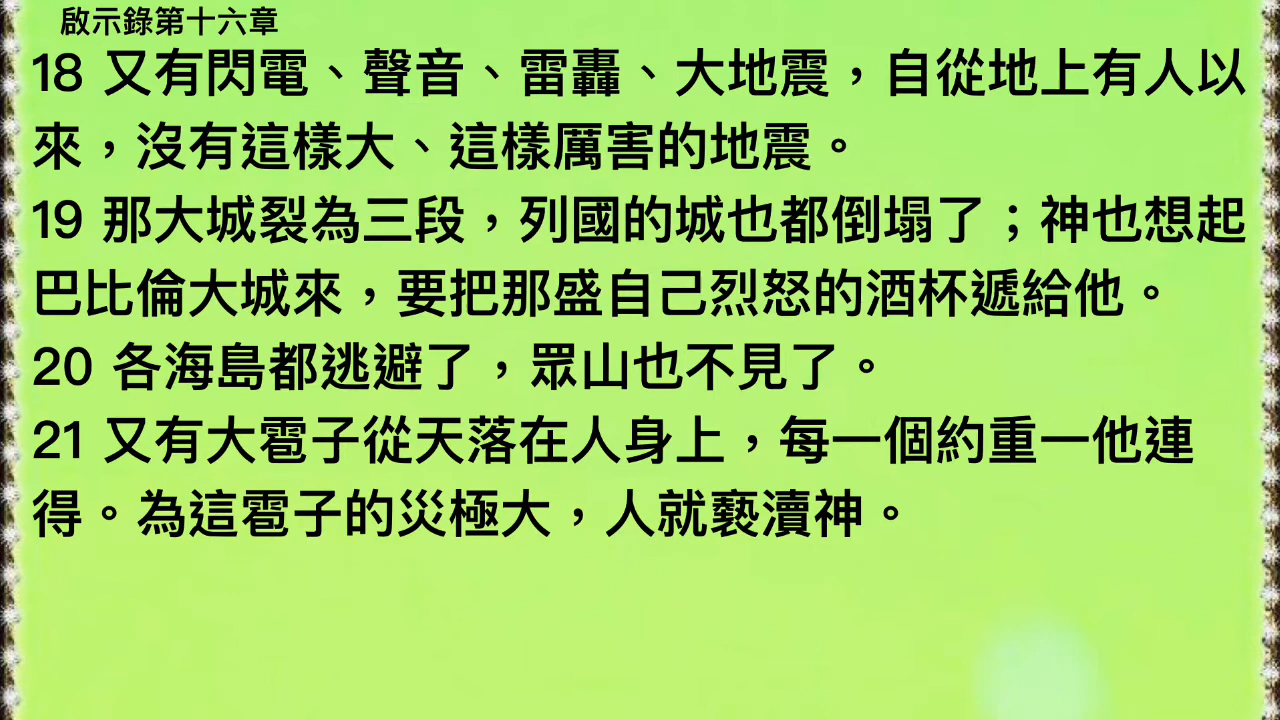 啟示錄第十六章
18 又有閃電、聲音、雷轟、大地震，自從地上有人以
來，沒有這樣大、這樣厲害的地震。
19 那大城裂為三段，列國的城也都倒塌了；神也想起
巴比倫大城來，要把那盛自己烈怒的酒杯遞給他。
20 各海島都逃避了，眾山也不見了。
21 又有大雹子從天落在人身上，每一個約重一他連
得。為這雹子的災極大，人就褻瀆神。